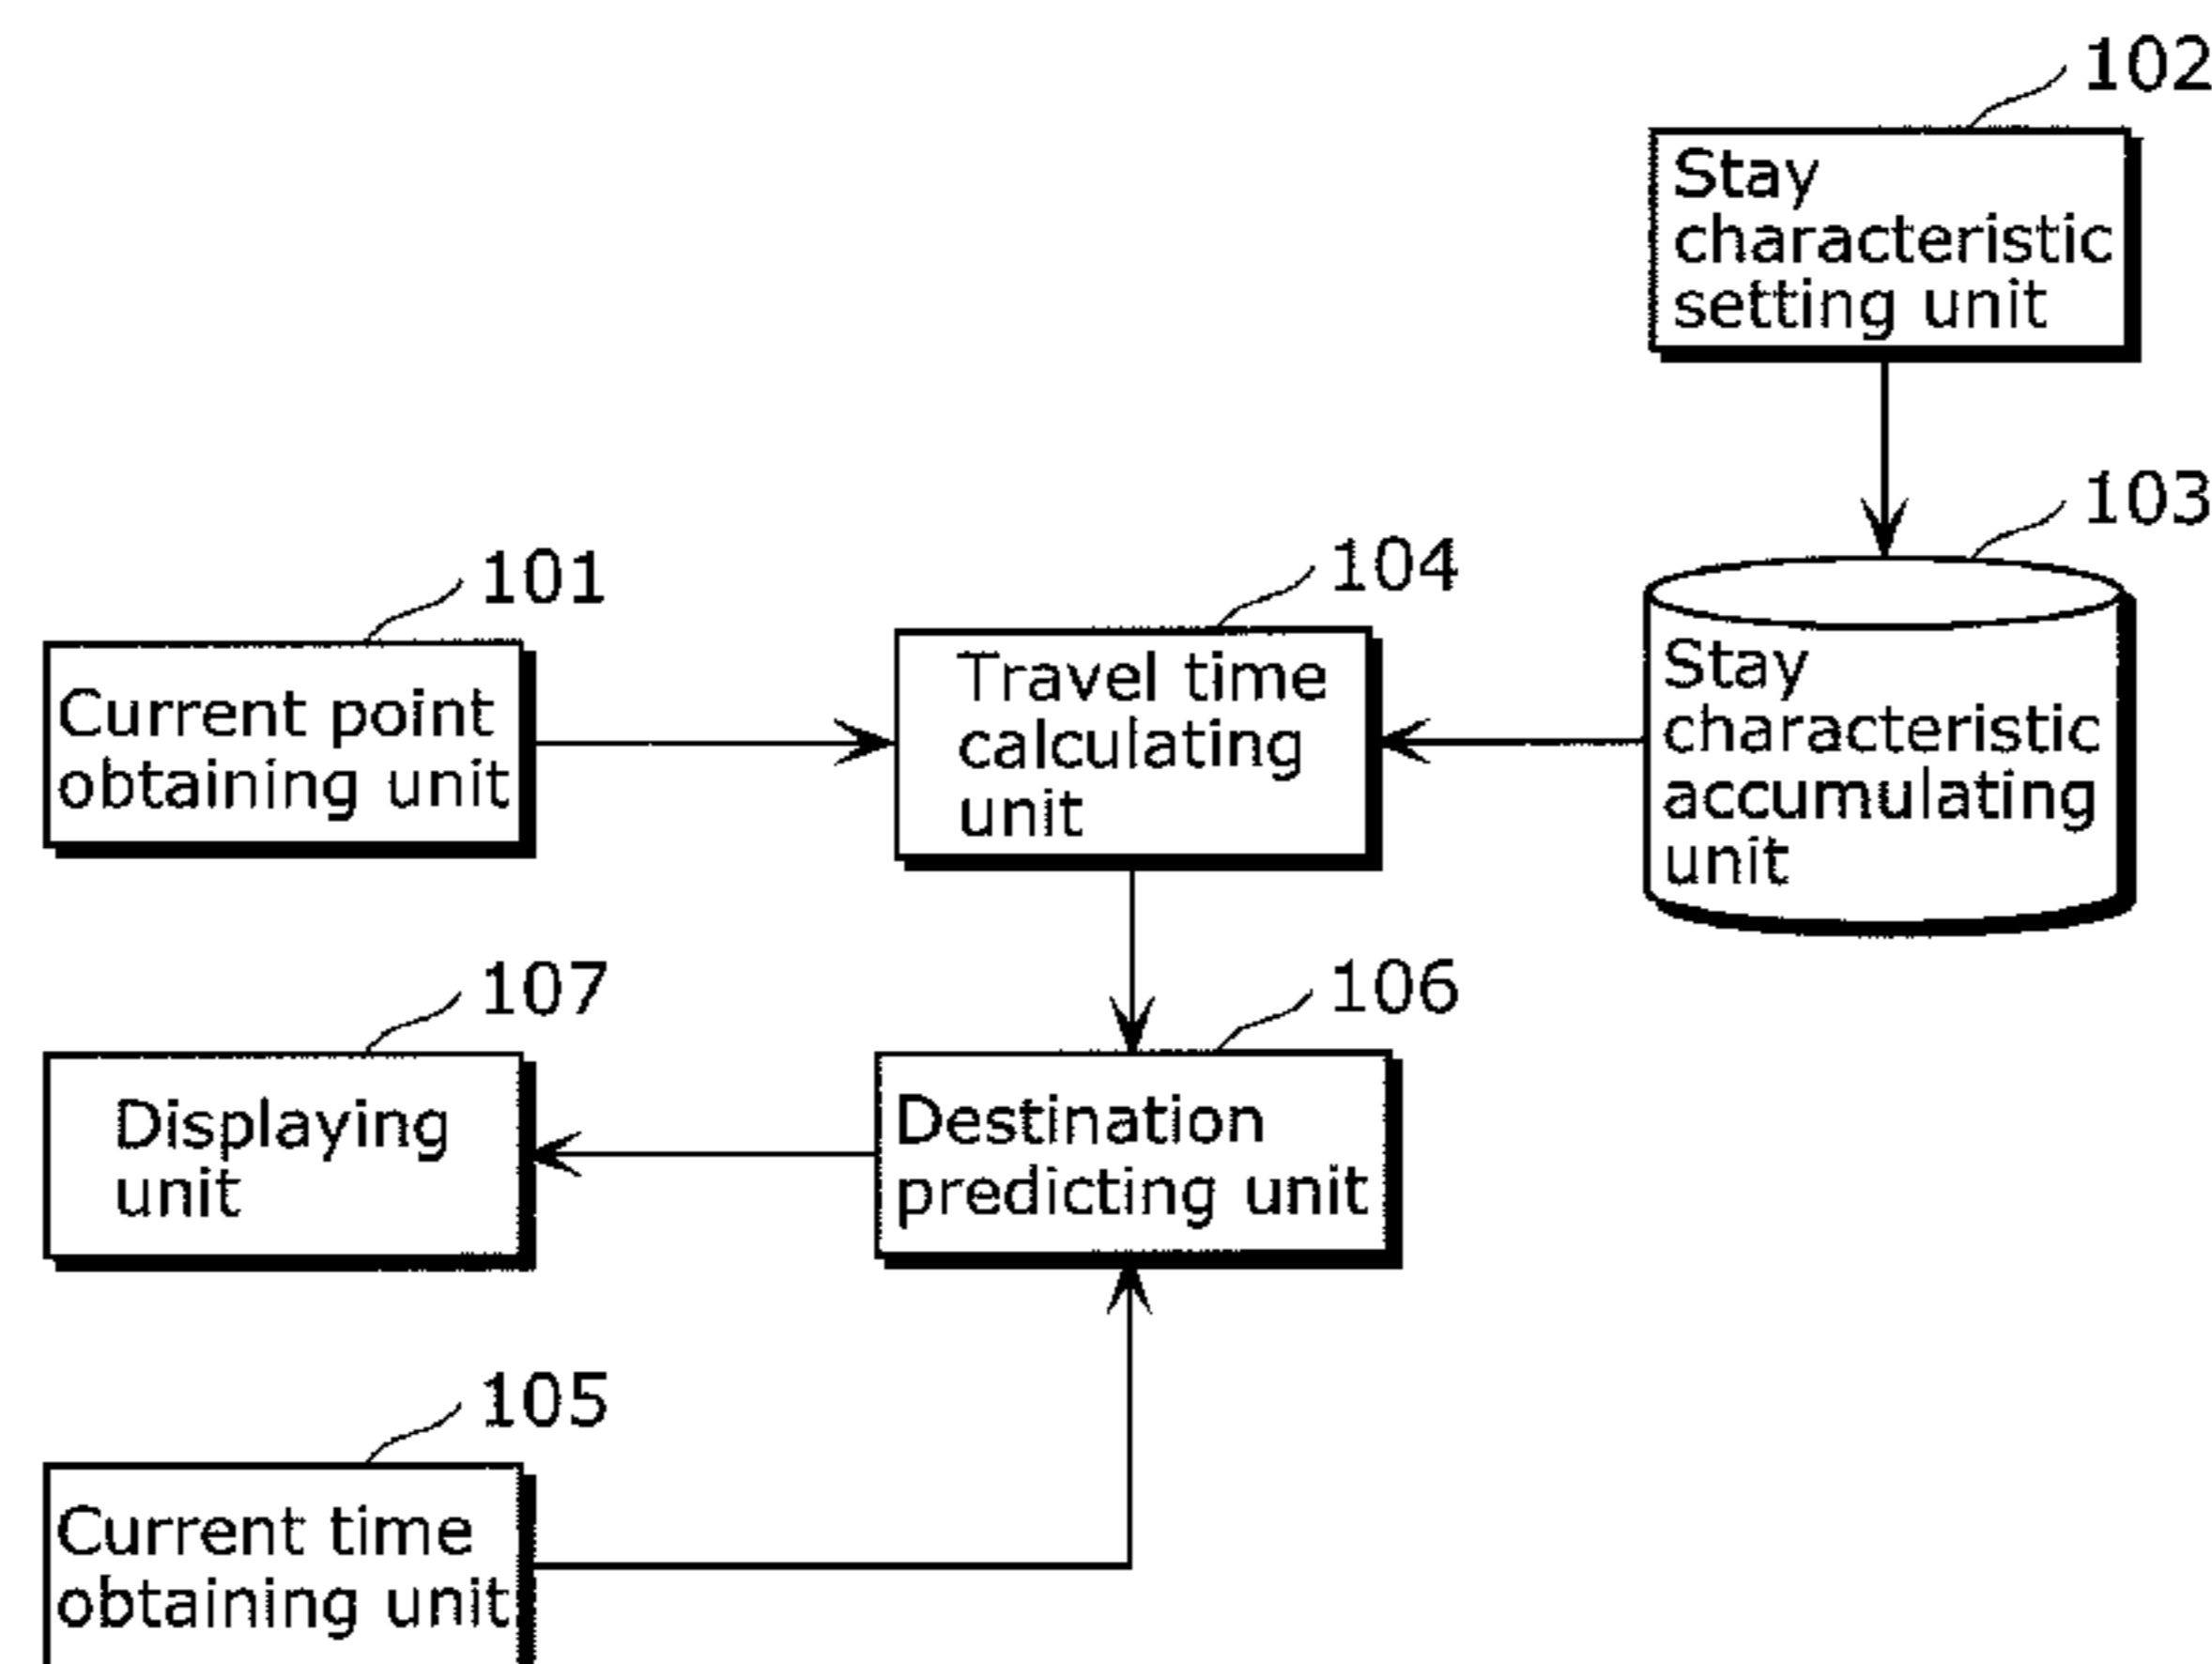 102
Stay
characteristic
setting unit
103
Stay
characteristic
accumulating
unit
101
Current point
obtaining unit
104
Travel time
calculating
unit
107
Displaying
unit
106
Destination
predicting unit
105
Current time
obtaining unit